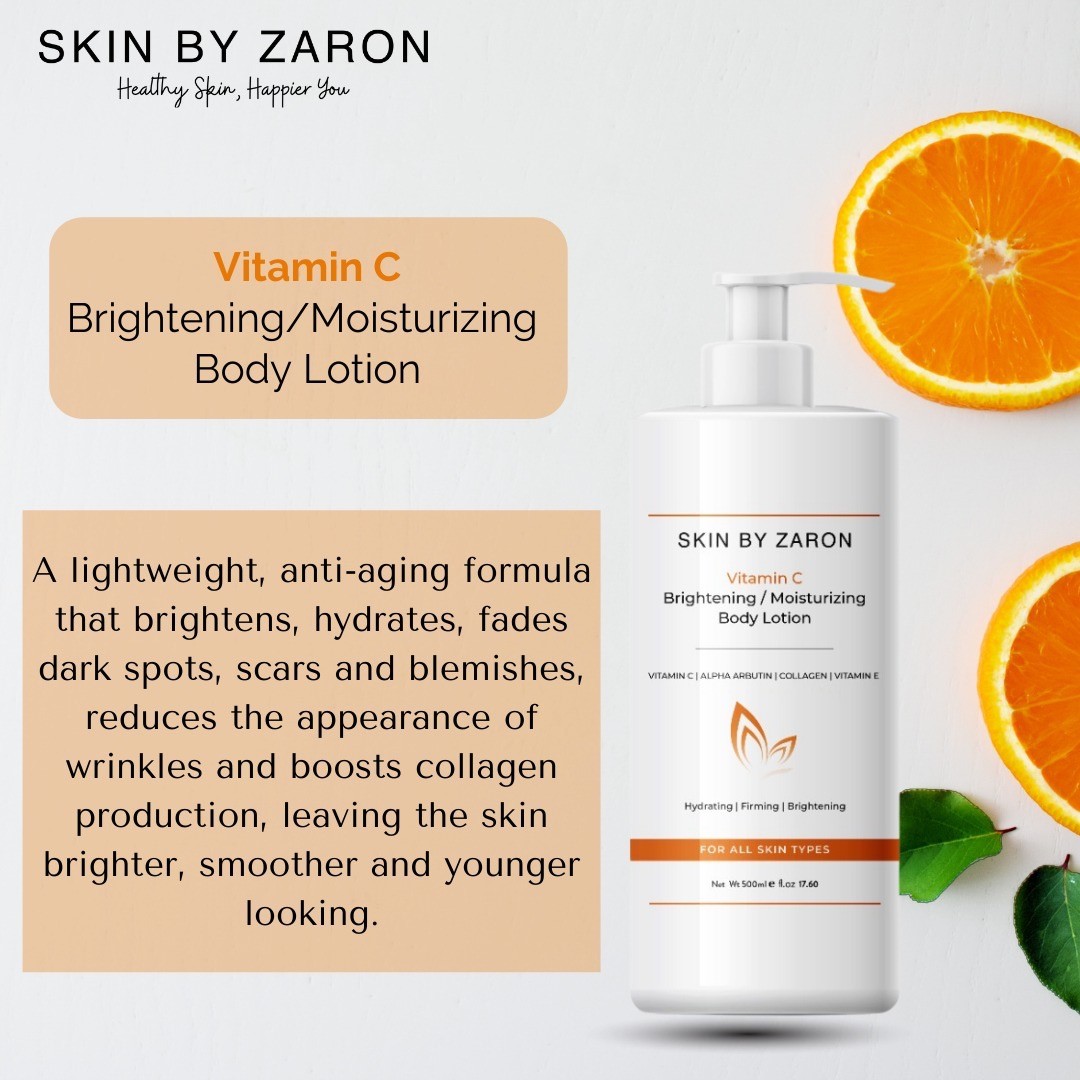 SKIN BY ZARON
Healthy Skin, Happier You
Vitamin C
Brightening/Moisturizing
Body Lotion
A lightweight, anti-aging formula
that brightens, hydrates, fades
dark spots, scars and blemishes,
reduces the appearance of
wrinkles and boosts collagen
production, leaving the skin
brighter, smoother and younger
looking.
SKIN BY ZARON
Vitamin C
Brightening / Moisturizing
Body Lotion
VITAMIN C | ALPHA ARBUTIN | COLLAGEN | VITAMIN E
Hydrating | Firming | Brightening
FOR ALL SKIN TYPES
Net Wt 500ml e fl.oz 17.60